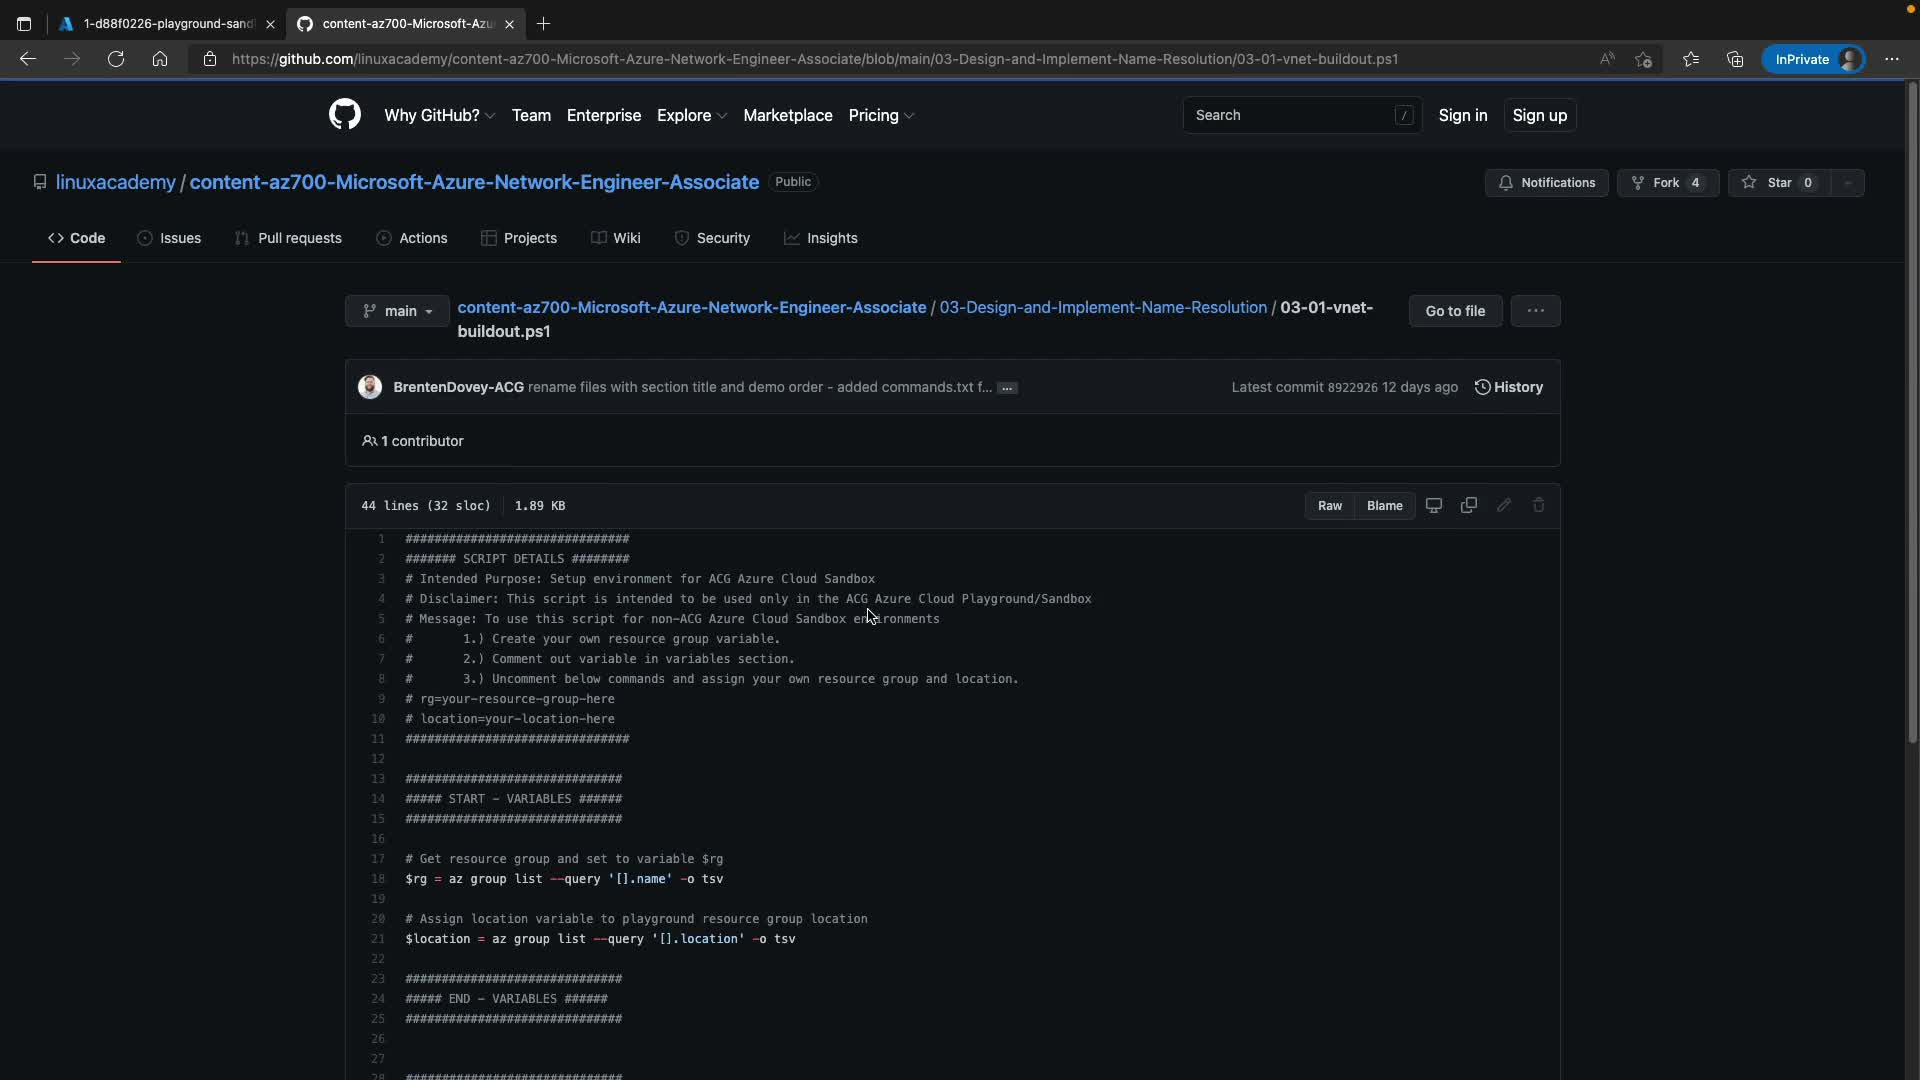 1-d88f0226-playground-sand
content-az700-Microsoft-Azu
https://github.com/linuxacademy/content-az700-Microsoft-Azure-Network-Engineer-Associate/blob/main/03-Design-and-Implement-Name-Resolution/03-01-vnet-buildout.ps1
InPrivate
Why GitHub? Team Enterprise Explore Marketplace Pricing Search / Sign in Sign up
linuxacademy / content-az700-Microsoft-Azure-Network-Engineer-Associate Public
Notifications Fork 4 Star 0
Code Issues Pull requests Actions Projects Wiki Security Insights
main content-az700-Microsoft-Azure-Network-Engineer-Associate / 03-Design-and-Implement-Name-Resolution / 03-01-vnet-
buildout.ps1
Go to file ...
BrentenDovey-ACG rename files with section title and demo order - added commands.txt f... ... Latest commit 8922926 12 days ago History
1 contributor
44 lines (32 sloc) 1.89 KB Raw Blame
1 ###############################
2 ####### SCRIPT DETAILS ########
3 # Intended Purpose: Setup environment for ACG Azure Cloud Sandbox
4 # Disclaimer: This script is intended to be used only in the ACG Azure Cloud Playground/Sandbox
5 # Message: To use this script for non-ACG Azure Cloud Sandbox environments
6 # 1.) Create your own resource group variable.
7 # 2.) Comment out variable in variables section.
8 # 3.) Uncomment below commands and assign your own resource group and location.
9 # rg=your-resource-group-here
10 # location=your-location-here
11 ###############################
12
13 ##############################
14 ##### START - VARIABLES ######
15 ##############################
16
17 # Get resource group and set to variable $rg
18 $rg = az group list --query '[].name' -o tsv
19
20 # Assign location variable to playground resource group location
21 $location = az group list --query '[].location' -o tsv
22
23 ##############################
24 ##### END - VARIABLES ######
25 ##############################
26
27
28 ##############################